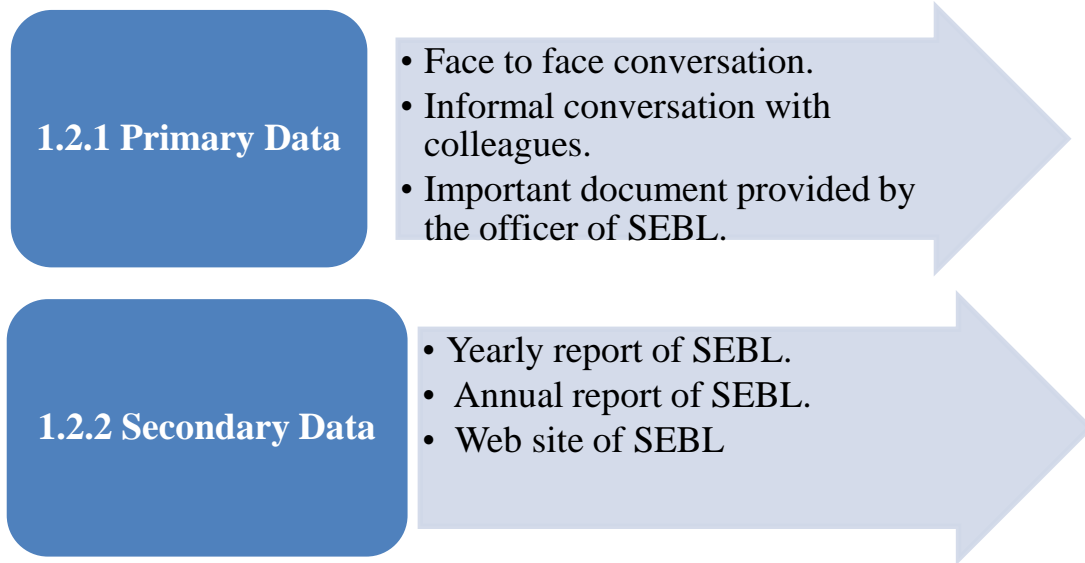 1.2.1 Primary Data
• Face to face conversation.
• Informal conversation with
colleagues.
• Important document provided by
the officer of SEBL.
1.2.2 Secondary Data
• Yearly report of SEBL.
• Annual report of SEBL.
• Web site of SEBL